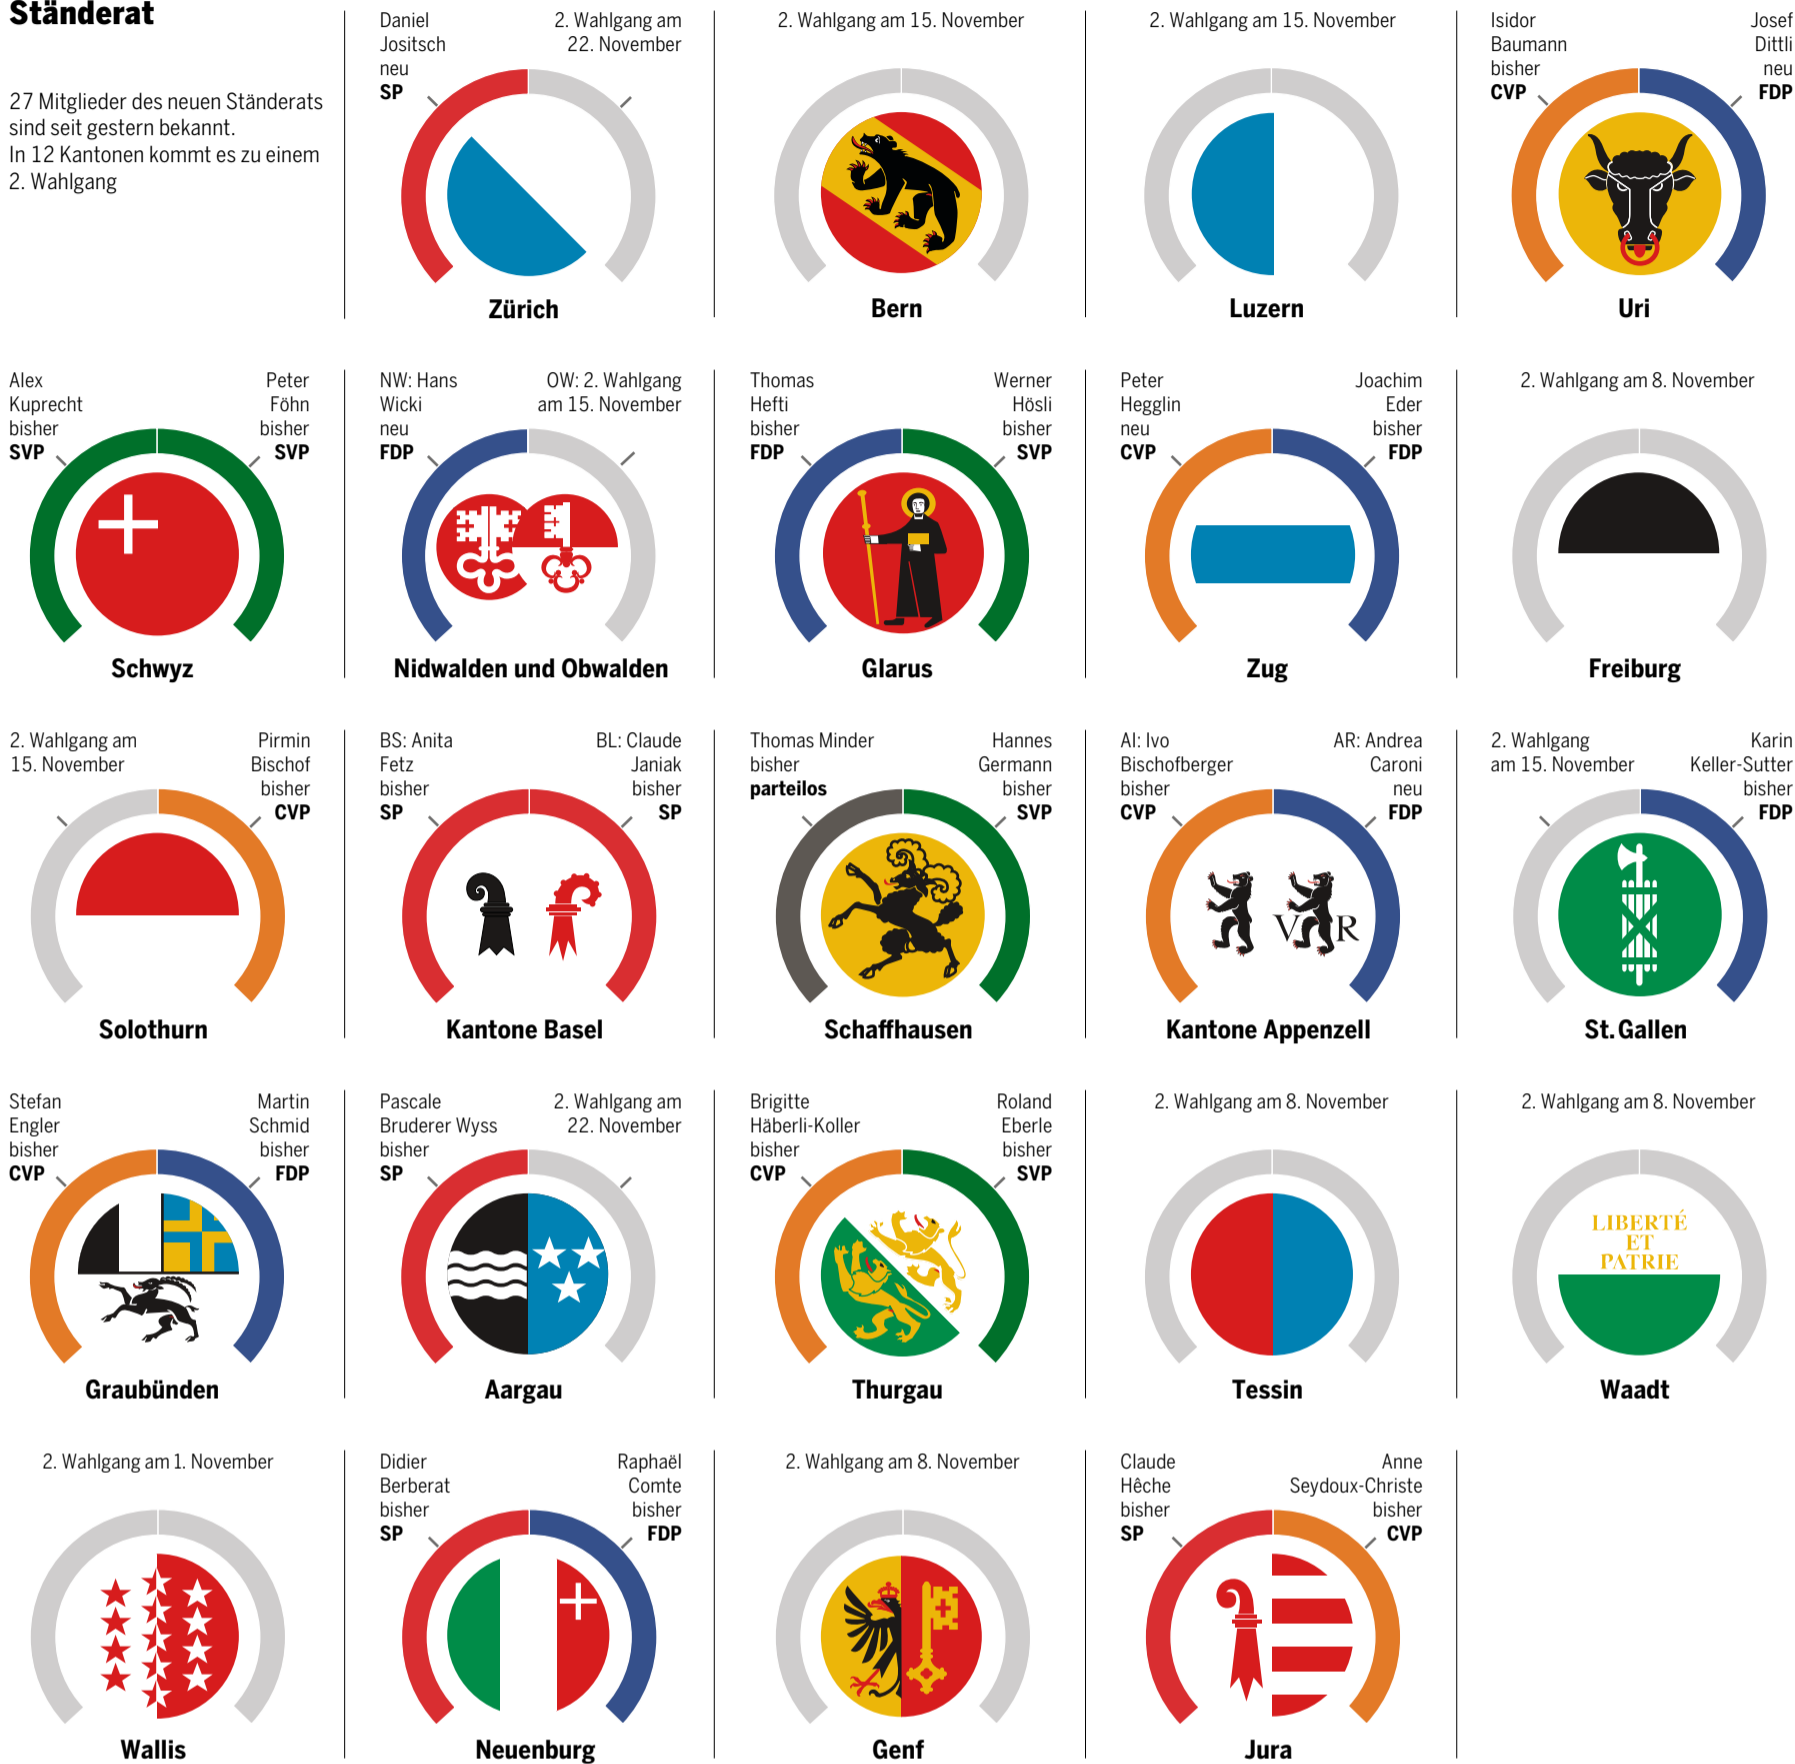 Ständerat
27 Mitglieder des neuen Ständerats
sind seit gestern bekannt.
In 12 Kantonen kommt es zu einem
2. Wahlgang
Daniel
Jositsch
neu
SP
2. Wahlgang am
22. November
Zürich
2. Wahlgang am 15. November
Bern
2. Wahlgang am 15. November
Luzern
Isidor
Baumann
bisher
CVP
Josef
Dittli
neu
FDP
Uri
Alex
Kuprecht
bisher
SVP
Peter
Föhn
bisher
SVP
Schwyz
NW: Hans
Wicki
neu
FDP
OW: 2. Wahlgang
am 15. November
Nidwalden und Obwalden
Thomas
Hefti
bisher
FDP
Werner
Hösli
bisher
SVP
Glarus
Peter
Hegglin
neu
CVP
Joachim
Eder
bisher
FDP
Zug
2. Wahlgang am 8. November
Freiburg
2. Wahlgang am
15. November
Pirmin
Bischof
bisher
CVP
Solothurn
BS: Anita
Fetz
bisher
SP
BL: Claude
Janiak
bisher
SP
Kantone Basel
Thomas Minder
bisher
parteilos
Hannes
Germann
bisher
SVP
Schaffhausen
AI: Ivo
Bischofberger
bisher
CVP
AR: Andrea
Caroni
neu
FDP
V R
Kantone Appenzell
2. Wahlgang
am 15. November
Karin
Keller-Sutter
bisher
FDP
St. Gallen
Stefan
Engler
bisher
CVP
Martin
Schmid
bisher
FDP
Graubünden
Pascale
Bruderer Wyss
bisher
SP
2. Wahlgang am
22. November
Aargau
Brigitte
Häberli-Koller
bisher
CVP
Roland
Eberle
bisher
SVP
Thurgau
2. Wahlgang am 8. November
Tessin
2. Wahlgang am 8. November
LIBERTÉ
ET
PATRIE
Waadt
2. Wahlgang am 1. November
Wallis
Didier
Berberat
bisher
SP
Raphaël
Comte
bisher
FDP
Neuenburg
2. Wahlgang am 8. November
Genf
Claude
Hêche
bisher
SP
Anne
Seydoux-Christe
bisher
CVP
Jura